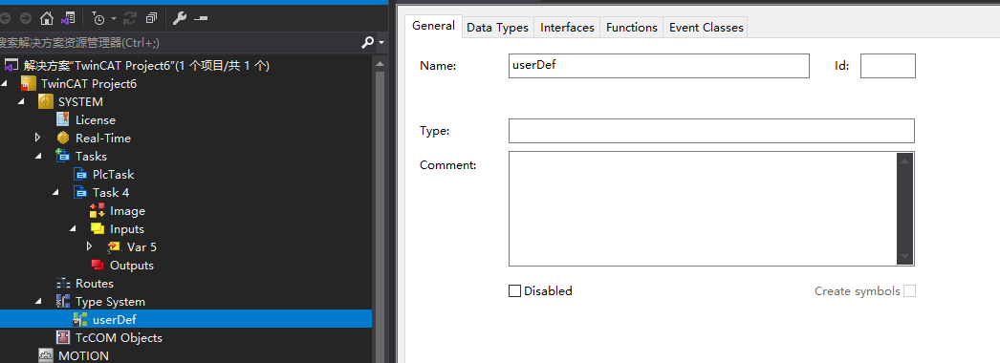 搜索解决方案资源管理器(Ctrl+;)
解决方案"TwinCAT Project6"(1 个项目/共 1 个)
TwinCAT Project6
SYSTEM
License
Real-Time
Tasks
PlcTask
Task 4
Image
Inputs
Var 5
Outputs
Routes
Type System
userDef
TcCOM Objects
MOTION
General Data Types Interfaces Functions Event Classes
Name: userDef Id:
Type:
Comment:
Disabled Create symbols